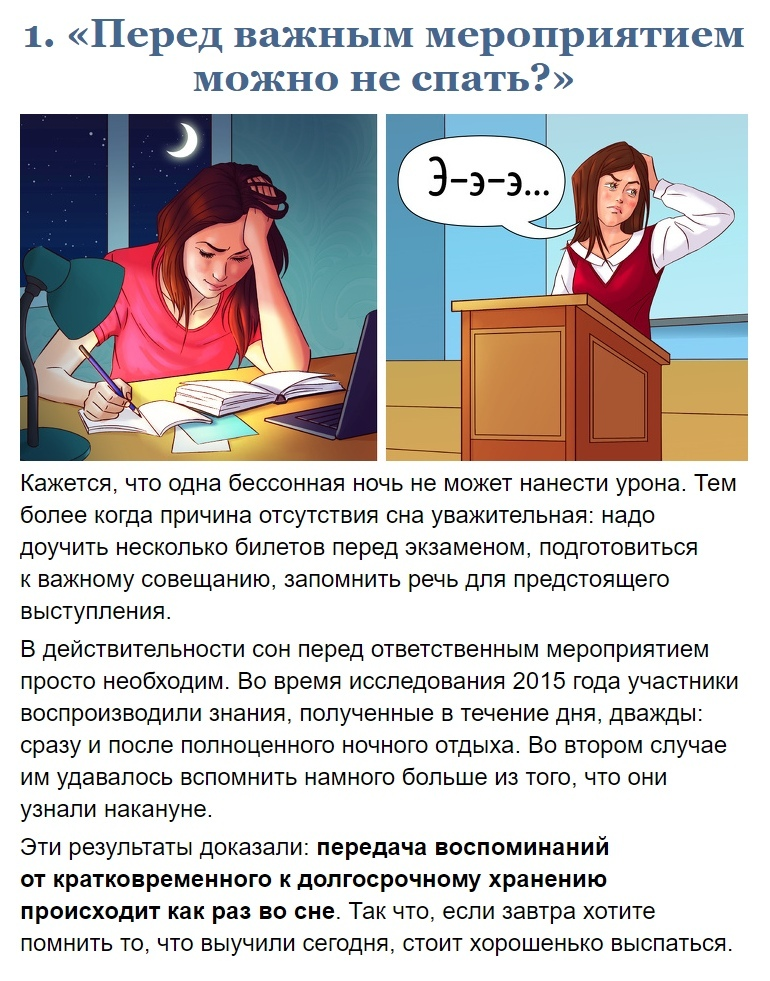 1. «Перед важным мероприятием
можно не спать?»
Э-э-э...
Кажется, что одна бессонная ночь не может нанести урона. Тем
более когда причина отсутствия сна уважительная: надо
доучить несколько билетов перед экзаменом, подготовиться
к важному совещанию, запомнить речь для предстоящего
выступления.
В действительности сон перед ответственным мероприятием
просто необходим. Во время исследования 2015 года участники
воспроизводили знания, полученные в течение дня, дважды:
сразу и после полноценного ночного отдыха. Во втором случае
им удавалось вспомнить намного больше из того, что они
узнали накануне.
Эти результаты доказали: передача воспоминаний
от кратковременного к долгосрочному хранению
происходит как раз во сне. Так что, если завтра хотите
помнить то, что выучили сегодня, стоит хорошенько выспаться.